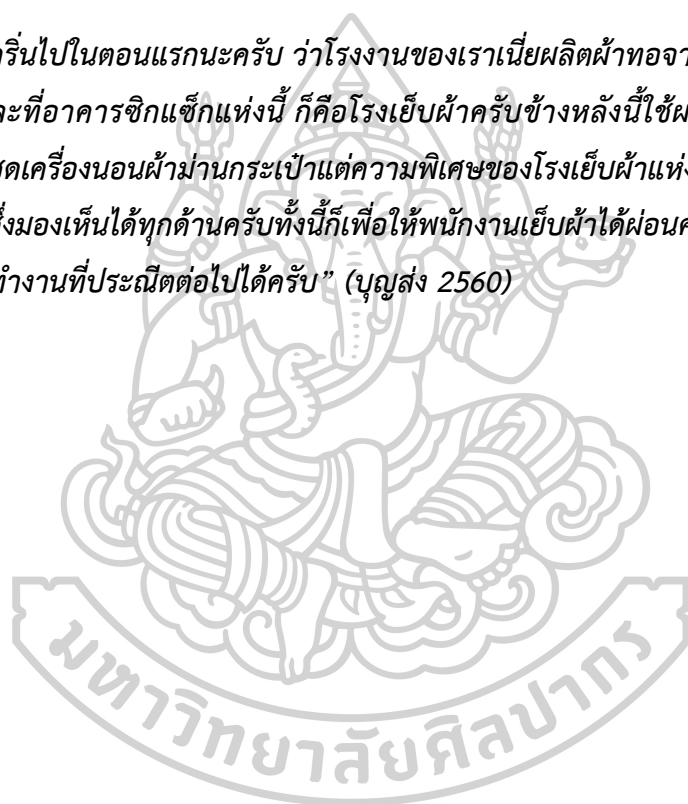 ริ่นไปในตอนแรกนะครับ ว่าโรงงานของเราเนี่ยผลิตผ้าทอจา
ะที่อาคารซิกแซ็กแห่งนี้ ก็คือโรงเย็บผ้าครับข้างหลังนี้ใช้ผ
ดเครื่องนอนผ้าม่านกระเป๋าแต่ความพิเศษของโรงเย็บผ้าแห่ง
ซึ่งมองเห็นได้ทุกด้านครับทั้งนี้ก็เพื่อให้พนักงานเย็บผ้าได้ผ่อนค
ทำงานที่ประณีตต่อไปได้ครับ” (บุญส่ง 2560)
มหาวิทยาลัยศิลปากร